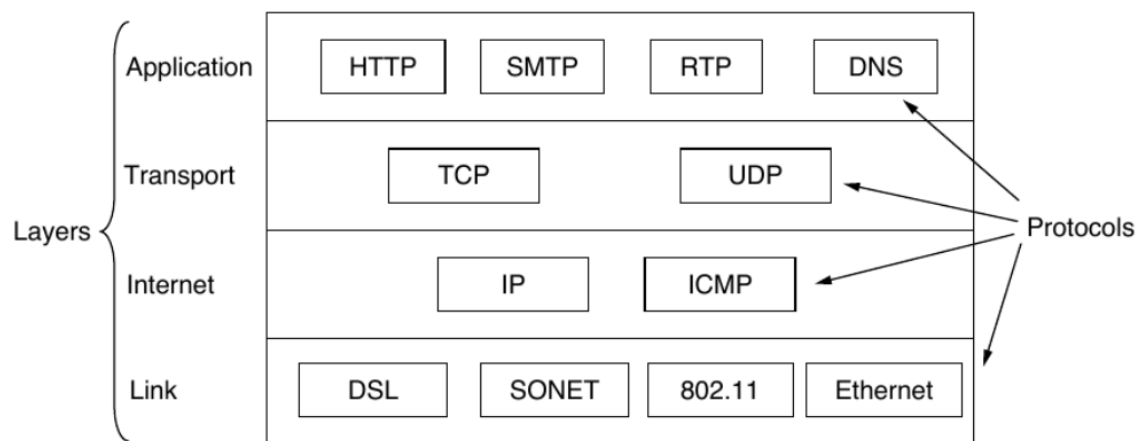 Application HTTP SMTP RTP DNS
Transport TCP UDP
Layers Protocols
Internet IP ICMP
Link DSL SONET 802.11 Ethernet